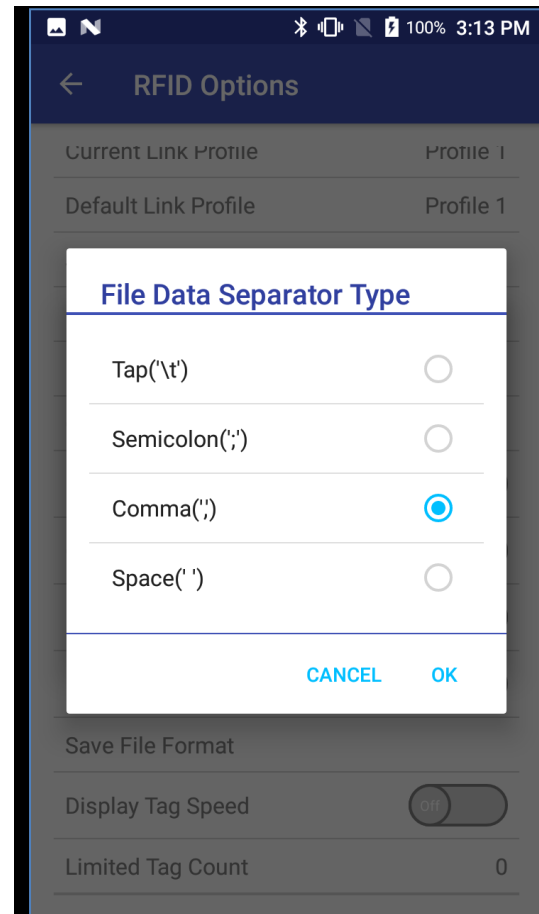 100% 3:13 PM
RFID Options
Current Link Profile Profile 1
Default Link Profile Profile 1
File Data Separator Type
Tap('\t')
Semicolon(';')
Comma(',')
Space(' ')
CANCEL OK
Save File Format
Display Tag Speed Off
Limited Tag Count 0